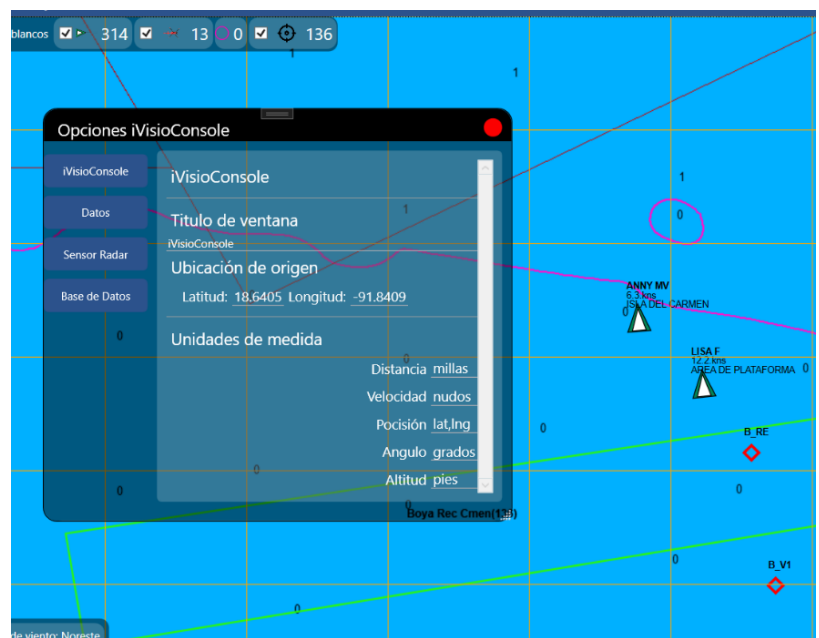 blancos 314 13 0 136
1
1
Opciones iVisioConsole
iVisioConsole
Datos
Sensor Radar
Base de Datos
iVisioConsole
Titulo de ventana
iVisioConsole
Ubicación de origen
Latitud: 18.6405 Longitud: -91.8409
Unidades de medida
Distancia millas
Velocidad nudos
Pocisión lat,lng
Angulo grados
Altitud pies
1
1
0
ANNY MV
6.3 kns
ISLA DEL CARMEN
0
LISA F
12.2 kns
AREA DE PLATAFORMA
0
0
0
B_RE
0
0
0
0
0
Boya Rec Cmen(136)
0
B_V1
0
de viento: Noreste